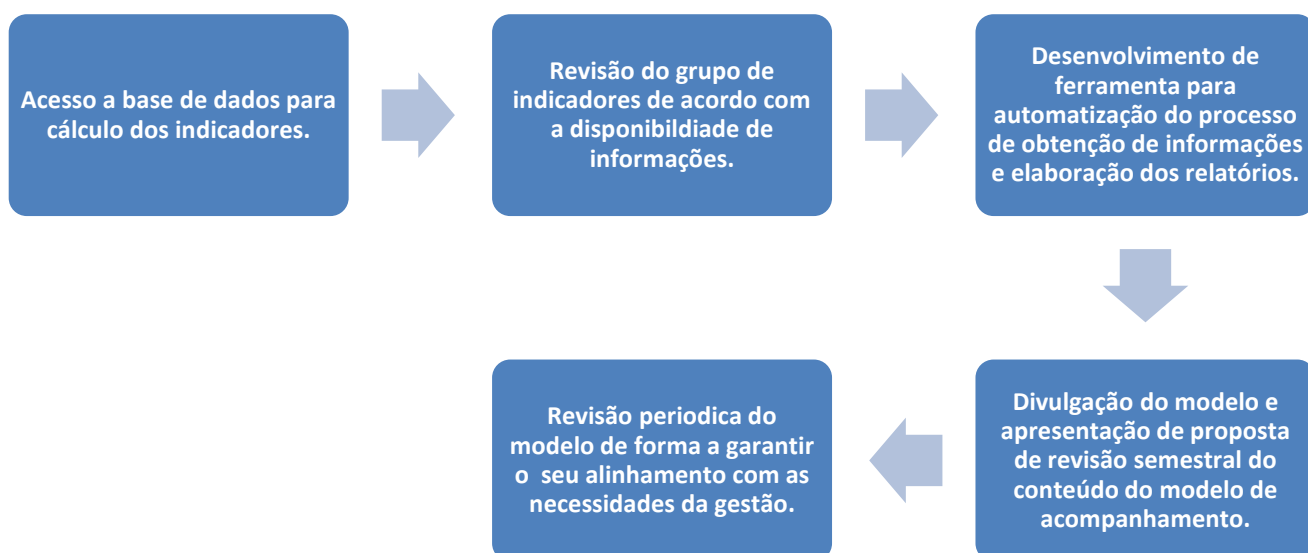 Acesso a base de dados para
cálculo dos indicadores.
Revisão do grupo de
indicadores de acordo com
a disponibildiade de
informações.
Desenvolvimento de
ferramenta para
automatização do processo
de obtenção de informações
e elaboração dos relatórios.
Divulgação do modelo e
apresentação de proposta
de revisão semestral do
conteúdo do modelo de
acompanhamento.
Revisão periodica do
modelo de forma a garantir
o seu alinhamento com as
necessidades da gestão.